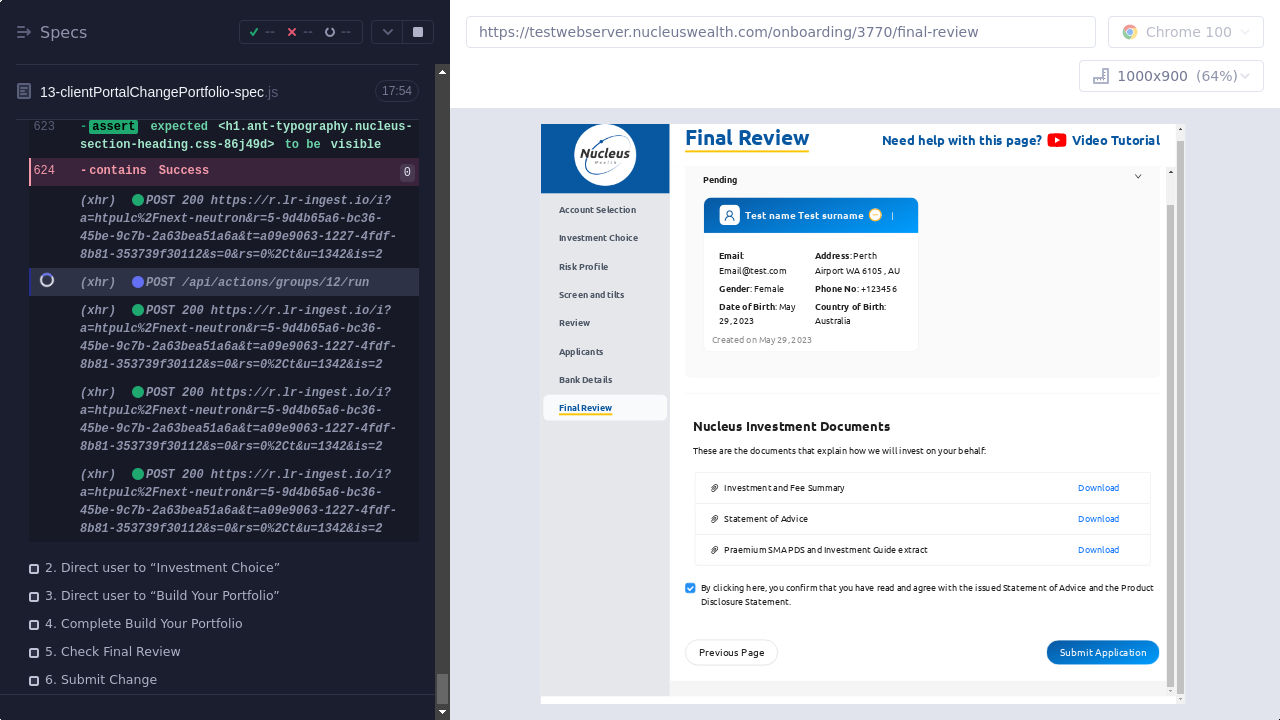 Specs
--
--
--
13-clientPortalChangePortfolio-spec.js
17:54
623 -assert expected <h1.ant-typography.nucleus-
section-heading.css-86j49d> to be visible
624 -contains Success 0
(xhr) POST 200 https://r.lr-ingest.io/i?
a=htpulc%2Fnext-neutron&r=5-9d4b65a6-bc36-
45be-9c7b-2a63bea51a6a&t=a09e9063-1227-4fdf-
8b81-353739f30112&s=0&rs=0%2Ct&u=1342&is=2
(xhr) POST /api/actions/groups/12/run
(xhr) POST 200 https://r.lr-ingest.io/i?
a=htpulc%2Fnext-neutron&r=5-9d4b65a6-bc36-
45be-9c7b-2a63bea51a6a&t=a09e9063-1227-4fdf-
8b81-353739f30112&s=0&rs=0%2Ct&u=1342&is=2
(xhr) POST 200 https://r.lr-ingest.io/i?
a=htpulc%2Fnext-neutron&r=5-9d4b65a6-bc36-
45be-9c7b-2a63bea51a6a&t=a09e9063-1227-4fdf-
8b81-353739f30112&s=0&rs=0%2Ct&u=1342&is=2
(xhr) POST 200 https://r.lr-ingest.io/i?
a=htpulc%2Fnext-neutron&r=5-9d4b65a6-bc36-
45be-9c7b-2a63bea51a6a&t=a09e9063-1227-4fdf-
8b81-353739f30112&s=0&rs=0%2Ct&u=1342&is=2
2. Direct user to “Investment Choice”
3. Direct user to “Build Your Portfolio”
4. Complete Build Your Portfolio
5. Check Final Review
6. Submit Change
https://testwebserver.nucleuswealth.com/onboarding/3770/final-review
Chrome 100
1000x900 (64%)
Nucleus
Wealth
Account Selection
Investment Choice
Risk Profile
Screen and tilts
Review
Applicants
Bank Details
Final Review
Final Review
Need help with this page? Video Tutorial
Pending
Test name Test surname
Email:
Email@test.com
Gender: Female
Date of Birth: May
29, 2023
Address: Perth
Airport WA 6105 , AU
Phone No: +123456
Country of Birth:
Australia
Created on May 29, 2023
Nucleus Investment Documents
These are the documents that explain how we will invest on your behalf:
Investment and Fee Summary Download
Statement of Advice Download
Praemium SMA PDS and Investment Guide extract Download
By clicking here, you confirm that you have read and agree with the issued Statement of Advice and the Product
Disclosure Statement.
Previous Page
Submit Application